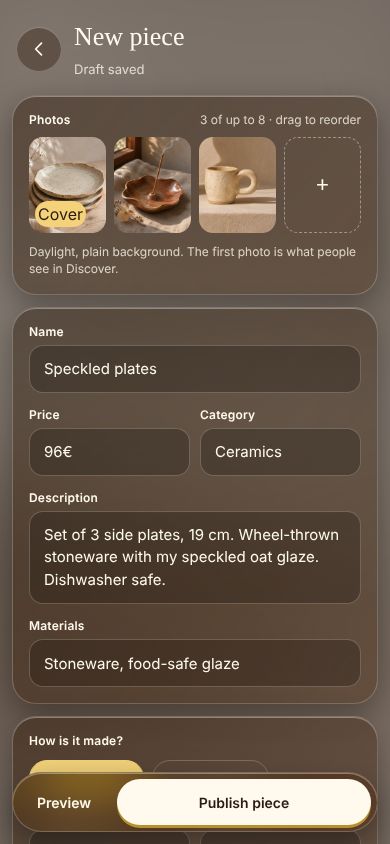 New piece
Draft saved
Photos
3 of up to 8 · drag to reorder
Cover
+
Daylight, plain background. The first photo is what people
see in Discover.
Name
Speckled plates
Price
Category
96€
Ceramics
Description
Set of 3 side plates, 19 cm. Wheel-thrown
stoneware with my speckled oat glaze.
Dishwasher safe.
Materials
Stoneware, food-safe glaze
How is it made?
Preview
Publish piece